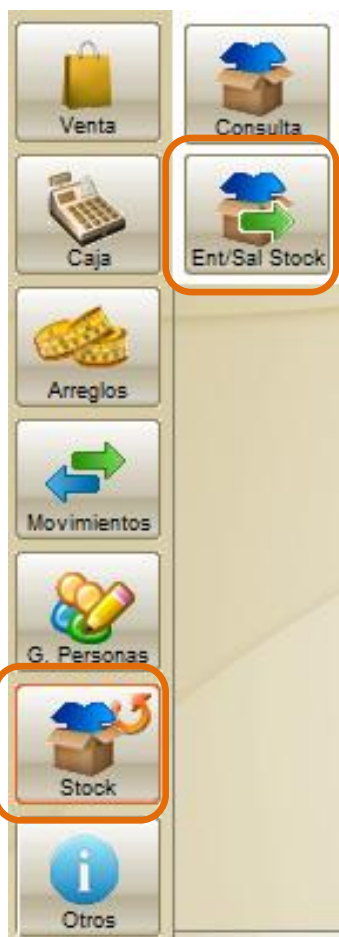 Venta
Consulta
Caja
Ent/Sal Stock
Arreglos
Movimientos
G. Personas
Stock
Otros